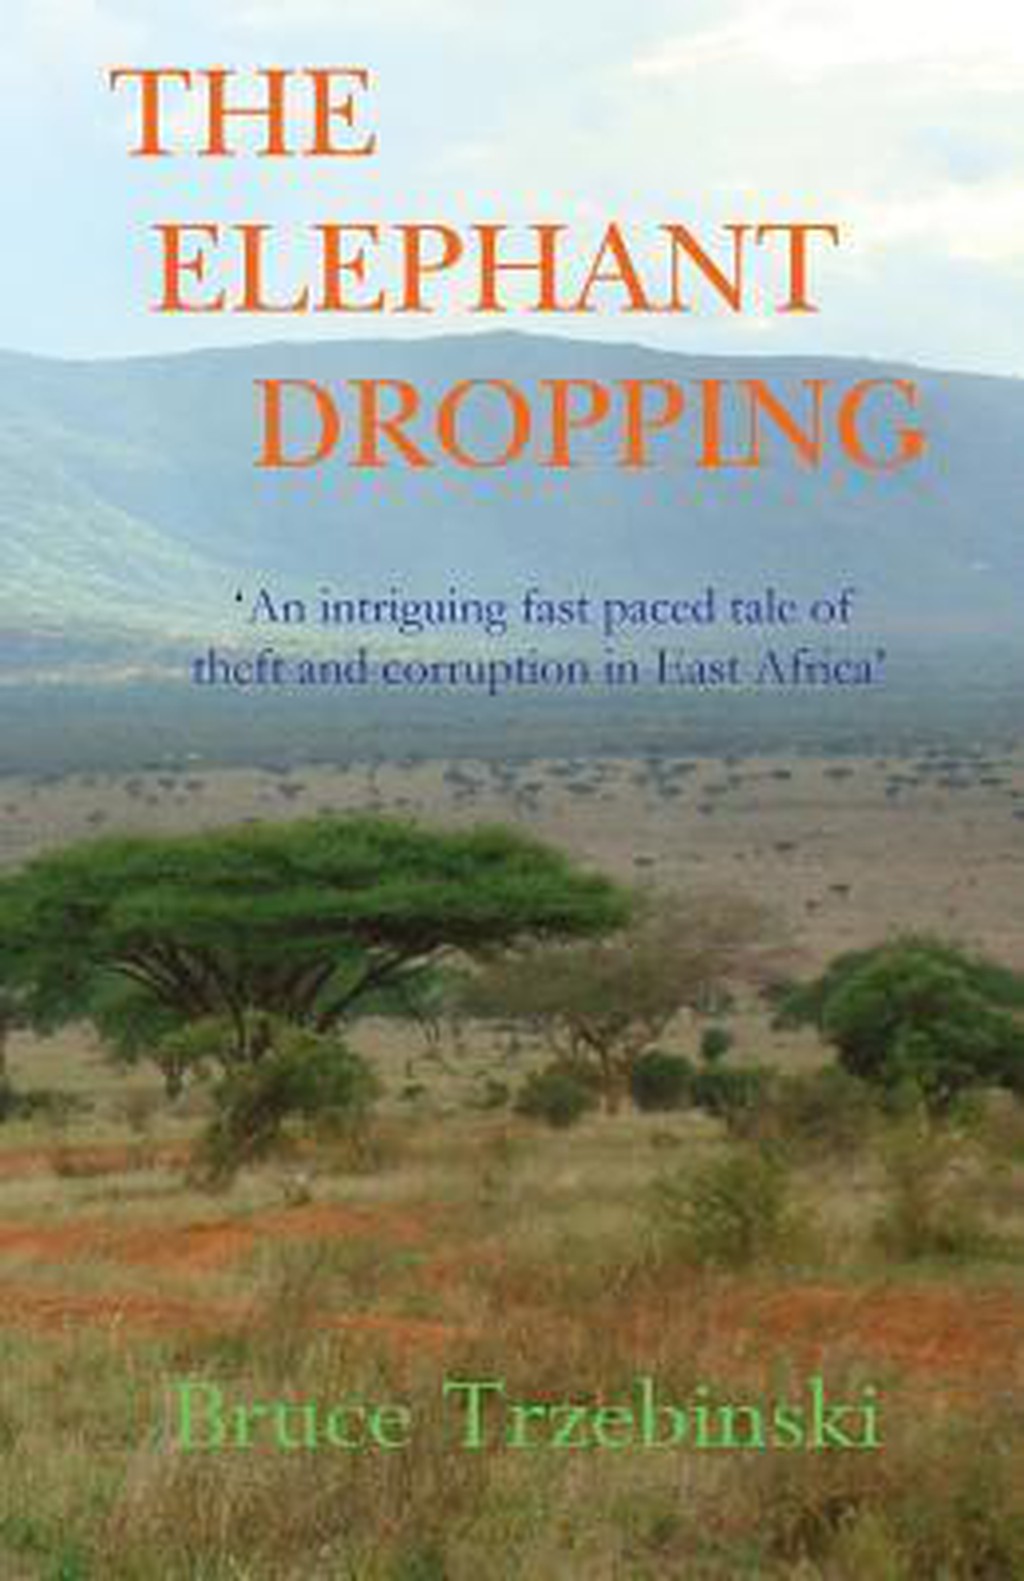 THE
ELEPHANT
DROPPING
'An intriguing fast paced tale of
theft and corruption in East Africa'
Bruce Trzebinski